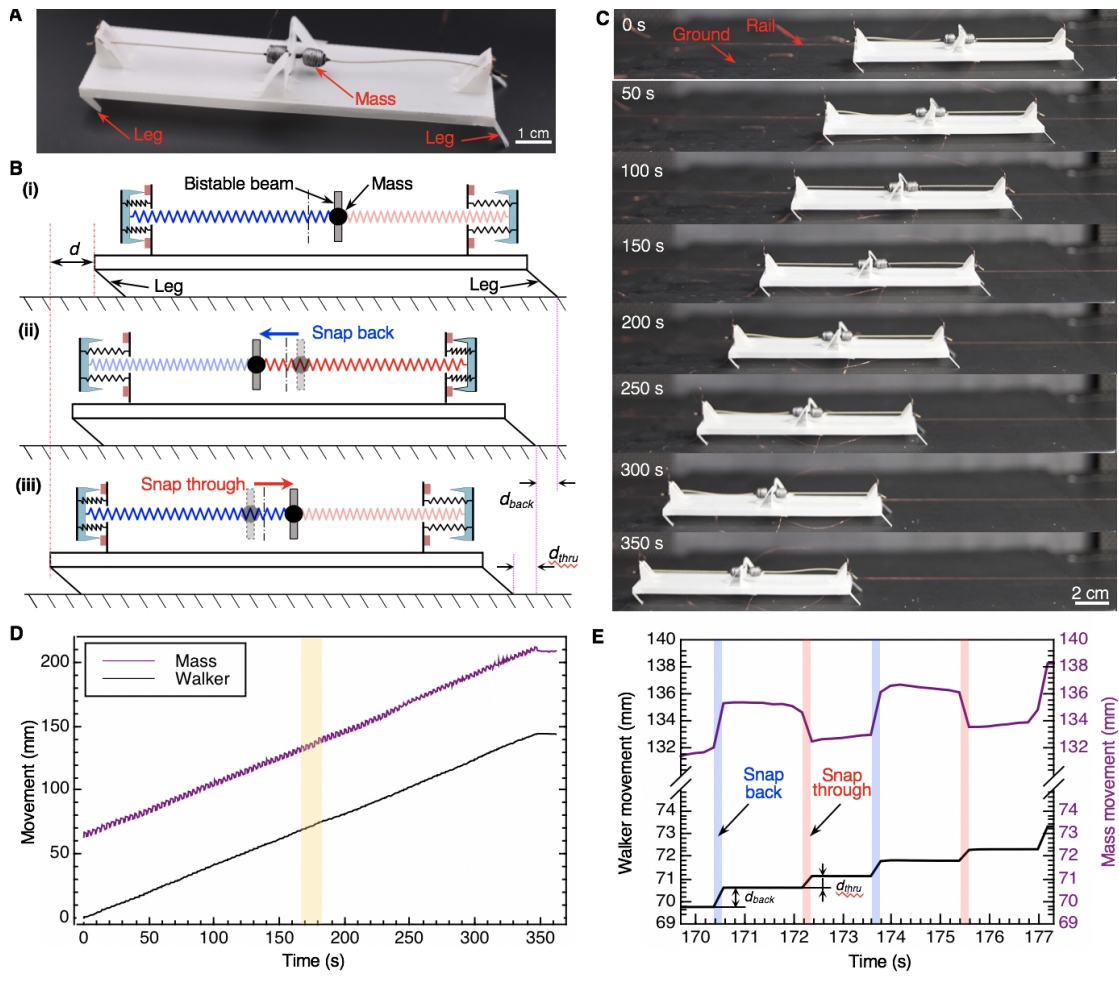 A
Mass
Leg
Leg
1 cm
B
(i)
Bistable beam
Mass
d
Leg
Leg
(ii)
Snap back
(iii)
Snap through
d_back
d_thru
C
0 s
Rail
Ground
50 s
100 s
150 s
200 s
250 s
300 s
350 s
2 cm
D
Mass
Walker
Movement (mm)
200
150
100
50
0
0 50 100 150 200 250 300 350
Time (s)
E
Walker movement (mm)
140
138
136
134
132
74
73
72
71
70
69
Snap
back
Snap
through
d_back
d_thru
140
138
136
134
132
74
73
72
71
70
69
Mass movement (mm)
170 171 172 173 174 175 176 177
Time (s)